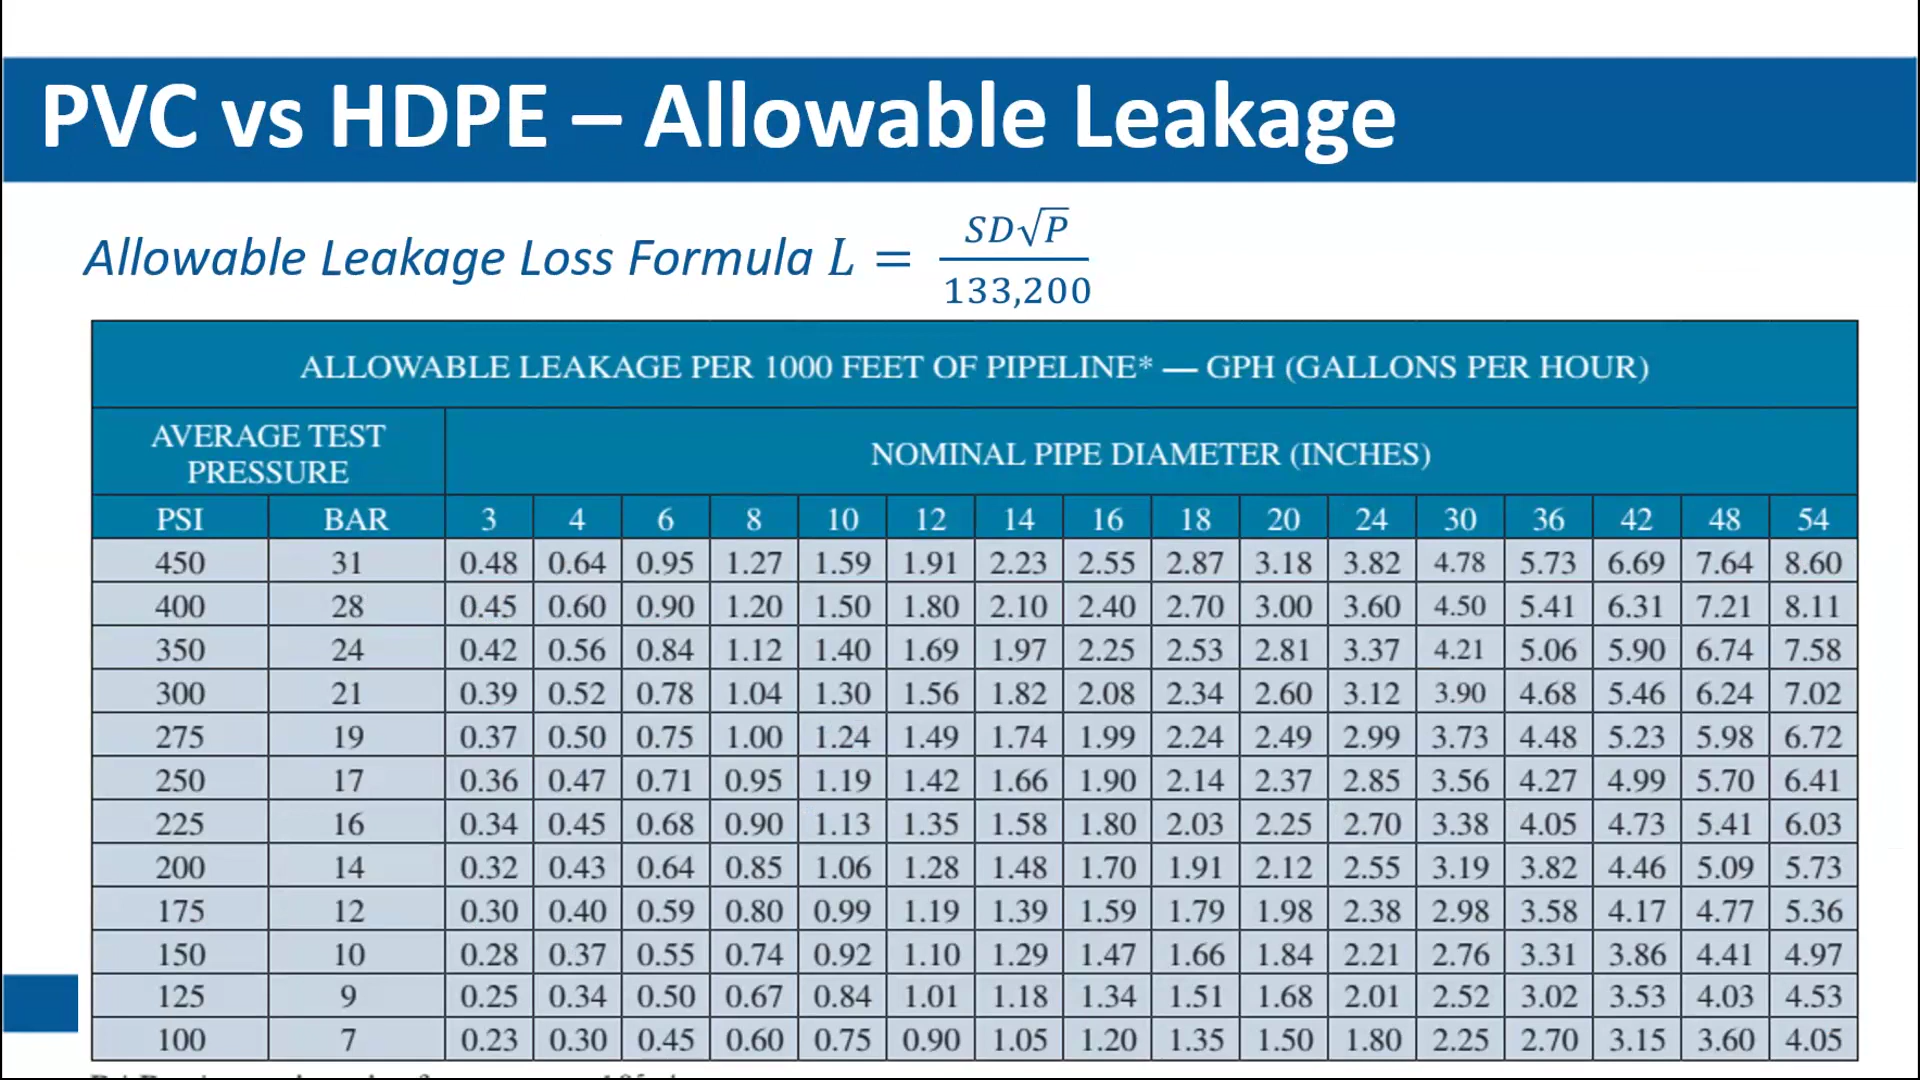 PVC vs HDPE – Allowable Leakage
Allowable Leakage Loss Formula L = SD√P / 133,200
ALLOWABLE LEAKAGE PER 1000 FEET OF PIPELINE* — GPH (GALLONS PER HOUR)
AVERAGE TEST
PRESSURE
NOMINAL PIPE DIAMETER (INCHES)
PSI BAR 3 4 6 8 10 12 14 16 18 20 24 30 36 42 48 54
450 31 0.48 0.64 0.95 1.27 1.59 1.91 2.23 2.55 2.87 3.18 3.82 4.78 5.73 6.69 7.64 8.60
400 28 0.45 0.60 0.90 1.20 1.50 1.80 2.10 2.40 2.70 3.00 3.60 4.50 5.41 6.31 7.21 8.11
350 24 0.42 0.56 0.84 1.12 1.40 1.69 1.97 2.25 2.53 2.81 3.37 4.21 5.06 5.90 6.74 7.58
300 21 0.39 0.52 0.78 1.04 1.30 1.56 1.82 2.08 2.34 2.60 3.12 3.90 4.68 5.46 6.24 7.02
275 19 0.37 0.50 0.75 1.00 1.24 1.49 1.74 1.99 2.24 2.49 2.99 3.73 4.48 5.23 5.98 6.72
250 17 0.36 0.47 0.71 0.95 1.19 1.42 1.66 1.90 2.14 2.37 2.85 3.56 4.27 4.99 5.70 6.41
225 16 0.34 0.45 0.68 0.90 1.13 1.35 1.58 1.80 2.03 2.25 2.70 3.38 4.05 4.73 5.41 6.03
200 14 0.32 0.43 0.64 0.85 1.06 1.28 1.48 1.70 1.91 2.12 2.55 3.19 3.82 4.46 5.09 5.73
175 12 0.30 0.40 0.59 0.80 0.99 1.19 1.39 1.59 1.79 1.98 2.38 2.98 3.58 4.17 4.77 5.36
150 10 0.28 0.37 0.55 0.74 0.92 1.10 1.29 1.47 1.66 1.84 2.21 2.76 3.31 3.86 4.41 4.97
125 9 0.25 0.34 0.50 0.67 0.84 1.01 1.18 1.34 1.51 1.68 2.01 2.52 3.02 3.53 4.03 4.53
100 7 0.23 0.30 0.45 0.60 0.75 0.90 1.05 1.20 1.35 1.50 1.80 2.25 2.70 3.15 3.60 4.05